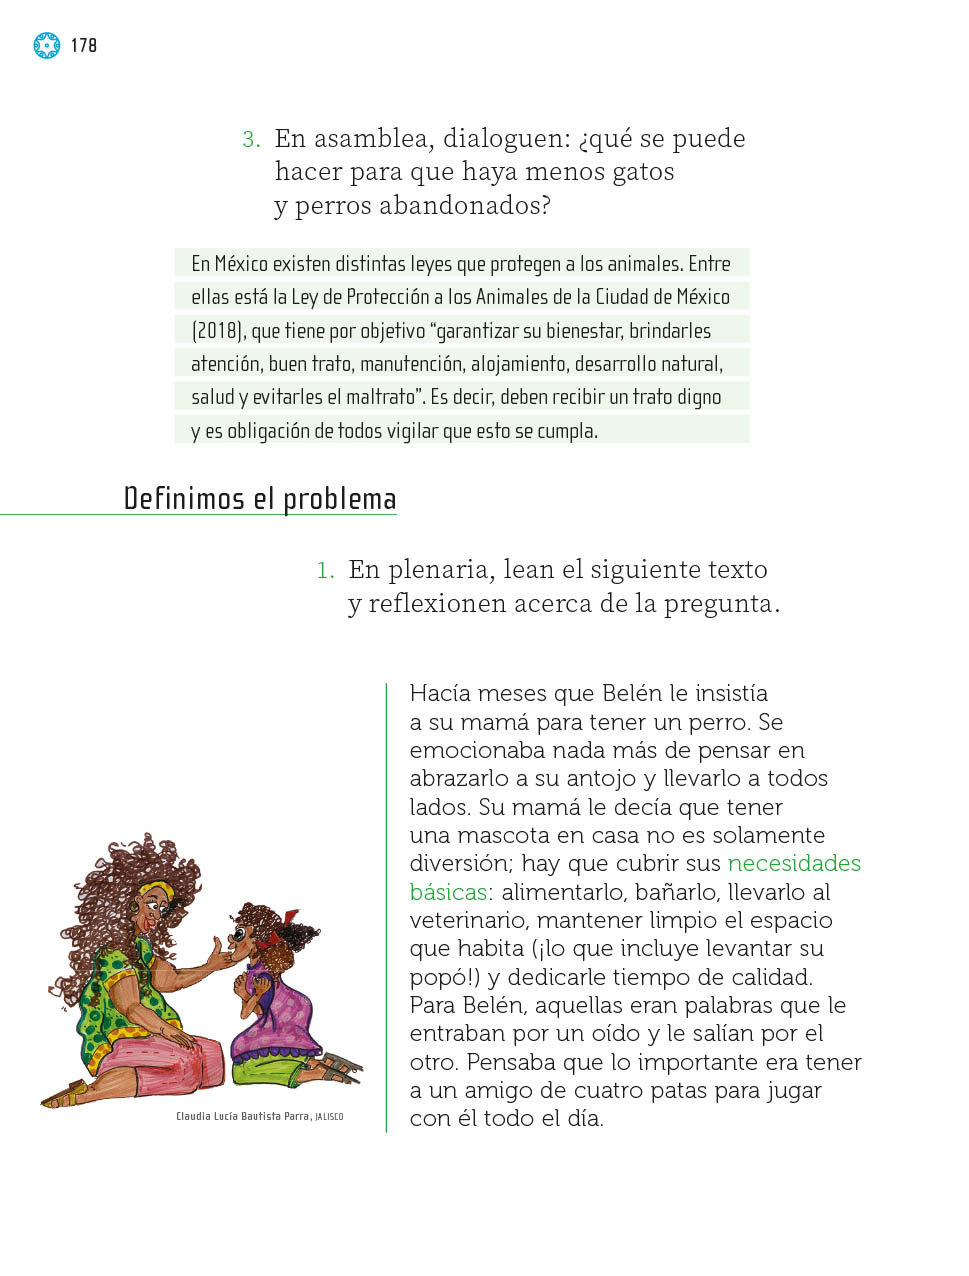 178
3. En asamblea, dialoguen: ¿qué se puede
hacer para que haya menos gatos
y perros abandonados?
En México existen distintas leyes que protegen a los animales. Entre
ellas está la Ley de Protección a los Animales de la Ciudad de México
(2018), que tiene por objetivo “garantizar su bienestar, brindarles
atención, buen trato, manutención, alojamiento, desarrollo natural,
salud y evitarles el maltrato”. Es decir, deben recibir un trato digno
y es obligación de todos vigilar que esto se cumpla.
Definimos el problema
1. En plenaria, lean el siguiente texto
y reflexionen acerca de la pregunta.
Hacía meses que Belén le insistía
a su mamá para tener un perro. Se
emocionaba nada más de pensar en
abrazarlo a su antojo y llevarlo a todos
lados. Su mamá le decía que tener
una mascota en casa no es solamente
diversión; hay que cubrir sus necesidades
básicas: alimentarlo, bañarlo, llevarlo al
veterinario, mantener limpio el espacio
que habita (¡lo que incluye levantar su
popó!) y dedicarle tiempo de calidad.
Para Belén, aquellas eran palabras que le
entraban por un oído y le salían por el
otro. Pensaba que lo importante era tener
a un amigo de cuatro patas para jugar
con él todo el día.
Claudia Lucía Bautista Parra, JALISCO